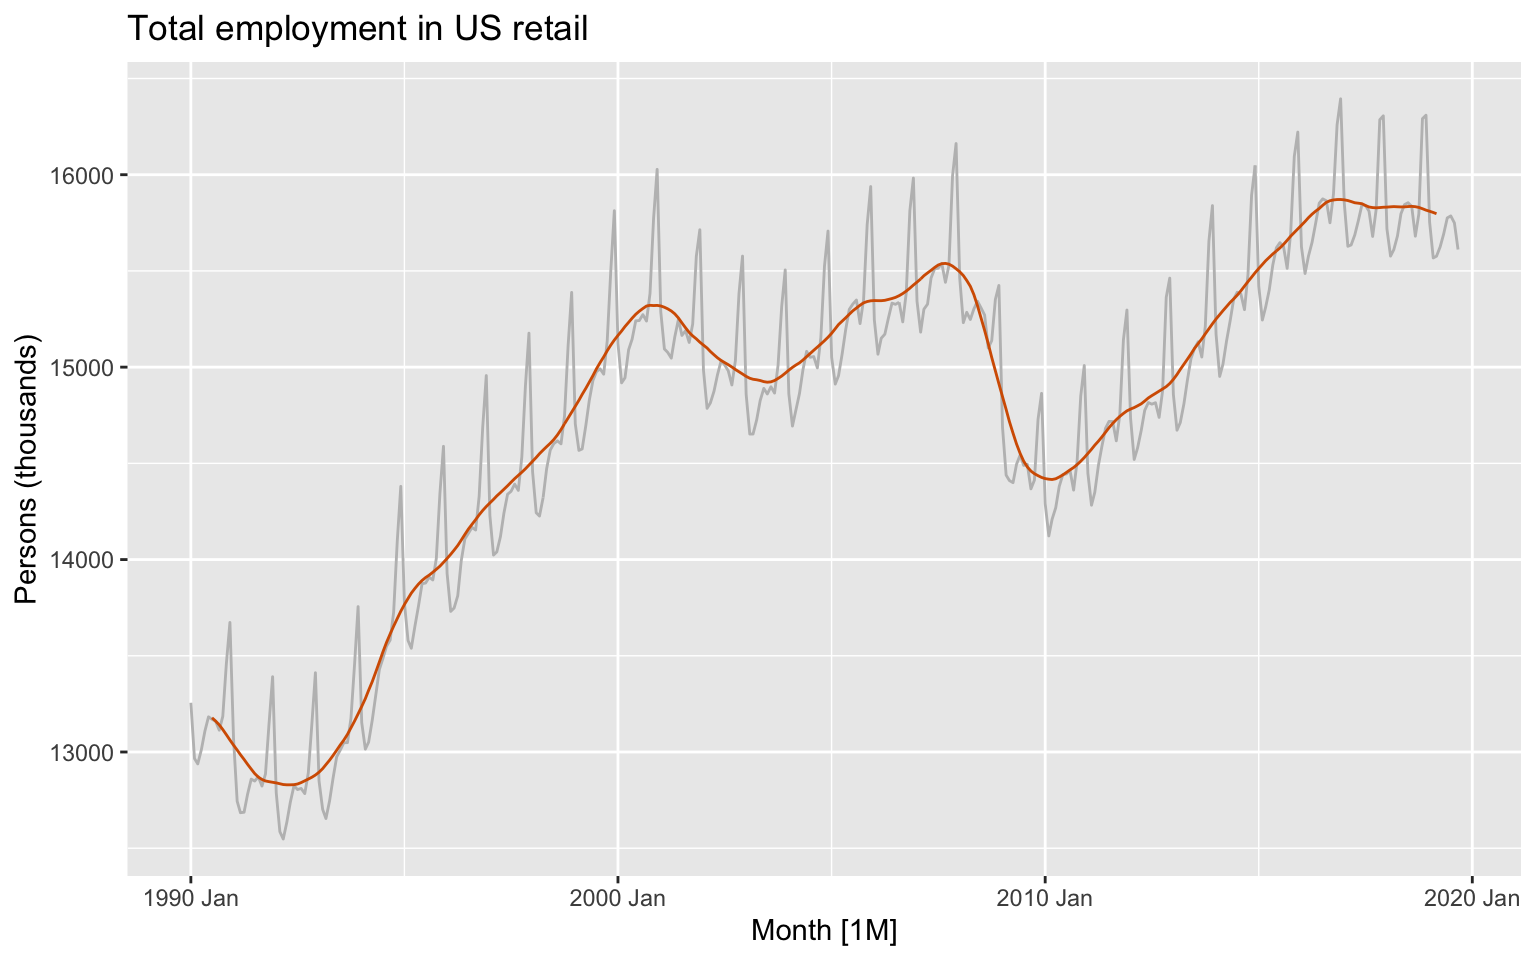 Total employment in US retail
Persons (thousands)
16000
15000
14000
13000
1990 Jan
2000 Jan
2010 Jan
2020 Jan
Month [1M]